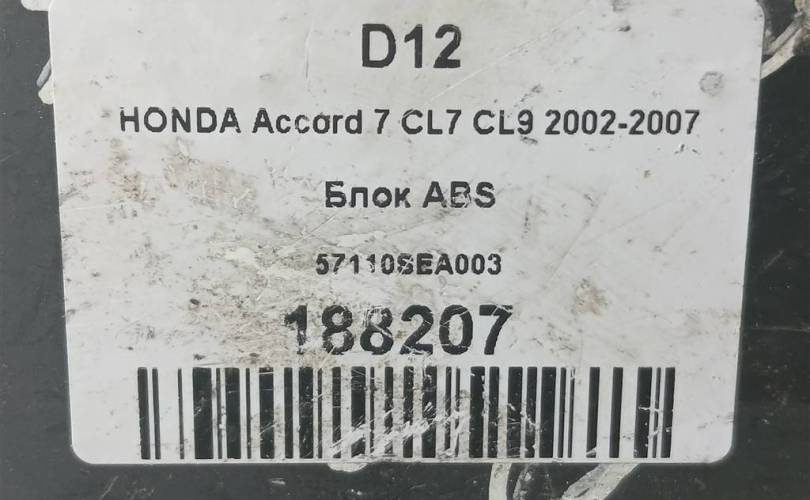 D12
HONDA Accord 7 CL7 CL9 2002-2007
Блок ABS
57110SEA003
188207